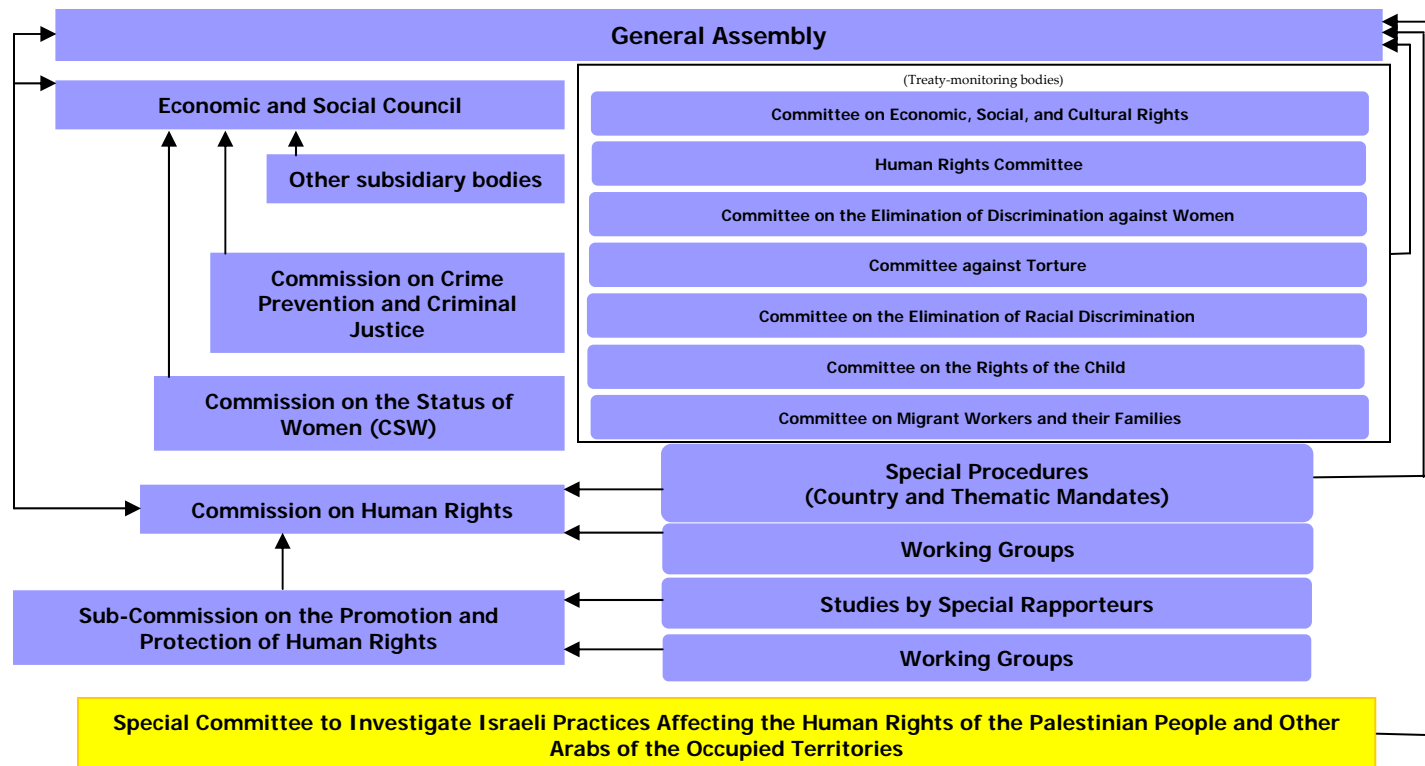 General Assembly
Economic and Social Council
Other subsidiary bodies
Commission on Crime
Prevention and Criminal
Justice
Commission on the Status of
Women (CSW)
(Treaty-monitoring bodies)
Committee on Economic, Social, and Cultural Rights
Human Rights Committee
Committee on the Elimination of Discrimination against Women
Committee against Torture
Committee on the Elimination of Racial Discrimination
Committee on the Rights of the Child
Committee on Migrant Workers and their Families
Commission on Human Rights
Special Procedures
(Country and Thematic Mandates)
Working Groups
Sub-Commission on the Promotion and
Protection of Human Rights
Studies by Special Rapporteurs
Working Groups
Special Committee to Investigate Israeli Practices Affecting the Human Rights of the Palestinian People and Other
Arabs of the Occupied Territories